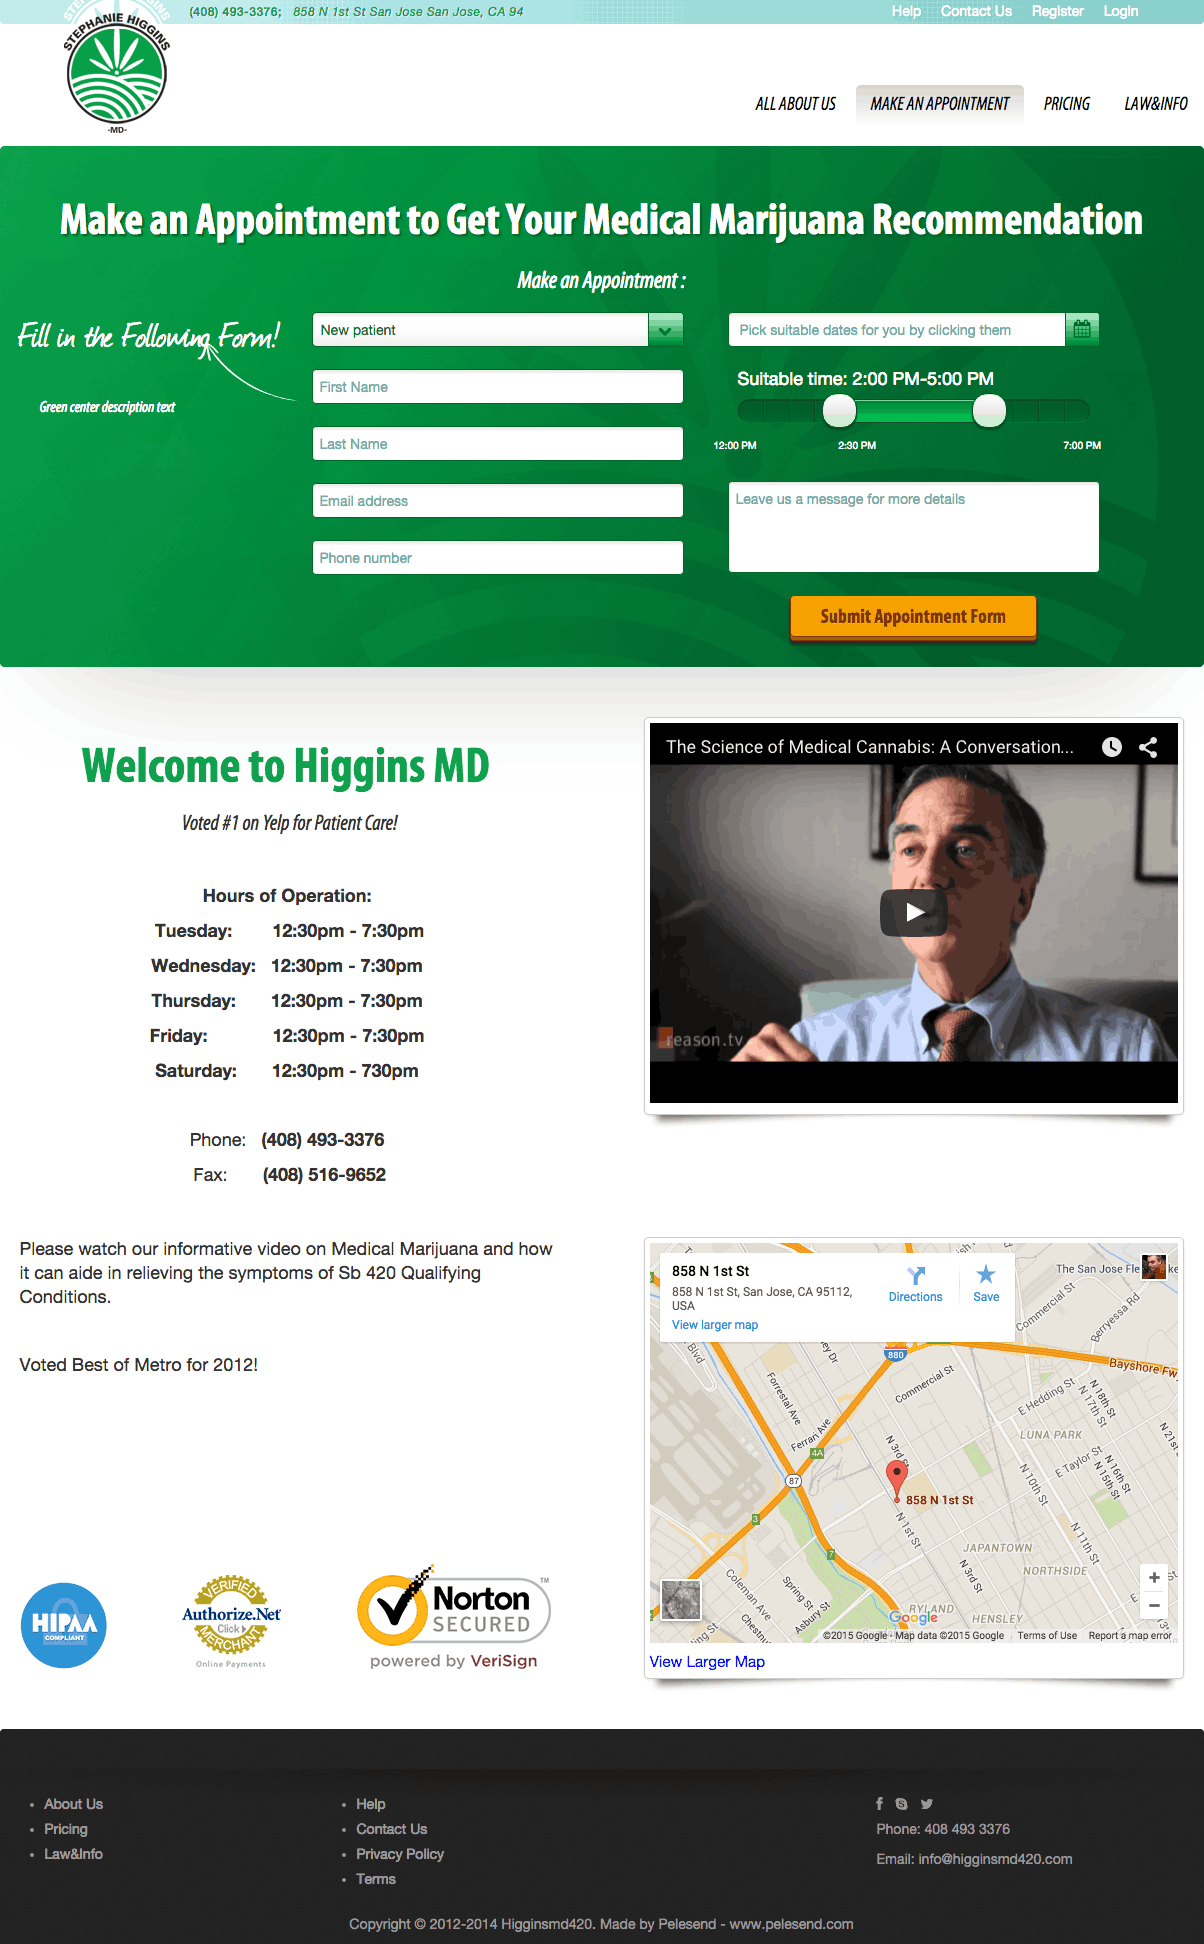 (408) 493-3376; 858 N 1st St San Jose San Jose, CA 94
Help Contact Us Register Login
STEPHANIE HIGGINS
-MD-
ALL ABOUT US MAKE AN APPOINTMENT PRICING LAW&INFO
Make an Appointment to Get Your Medical Marijuana Recommendation
Make an Appointment :
Fill in the Following Form!
Green center description text
New patient
First Name
Last Name
Email address
Phone number
Pick suitable dates for you by clicking them
Suitable time: 2:00 PM-5:00 PM
12:00 PM 2:30 PM 7:00 PM
Leave us a message for more details
Submit Appointment Form
Welcome to Higgins MD
Voted #1 on Yelp for Patient Care!
Hours of Operation:
Tuesday: 12:30pm - 7:30pm
Wednesday: 12:30pm - 7:30pm
Thursday: 12:30pm - 7:30pm
Friday: 12:30pm - 7:30pm
Saturday: 12:30pm - 730pm
Phone: (408) 493-3376
Fax: (408) 516-9652
The Science of Medical Cannabis: A Conversation...
reason.tv
Please watch our informative video on Medical Marijuana and how
it can aide in relieving the symptoms of Sb 420 Qualifying
Conditions.
Voted Best of Metro for 2012!
HIPAA
COMPLIANT
VERIFIED
Authorize.Net
Click
MERCHANT
Online Payments
Norton
SECURED
TM
powered by VeriSign
858 N 1st St
858 N 1st St, San Jose, CA 95112,
USA
View larger map
Directions
Save
The San Jose Fle
Commercial St
Berryessa Rd
880
Bayshore Fwy
Commercial St
E Hedding St
N 18th St
N 17th St
Forrestal Ave
Ferran Ave
LUNA PARK
N 21st
4A
N 3rd St
E Taylor St
N 16th St
N 15th St
87
858 N 1st St
N 10th St
3
N 1st St
N 11th St
7
JAPANTOWN
N 3rd St
NORTHSIDE
Coleman Ave
Spring St
Asbury St
RYLAND
HENSLEY
Google
+
−
©2015 Google - Map data ©2015 Google Terms of Use Report a map error
View Larger Map
About Us
Pricing
Law&Info
Help
Contact Us
Privacy Policy
Terms
Phone: 408 493 3376
Email: info@higginsmd420.com
Copyright © 2012-2014 Higginsmd420. Made by Pelesend - www.pelesend.com